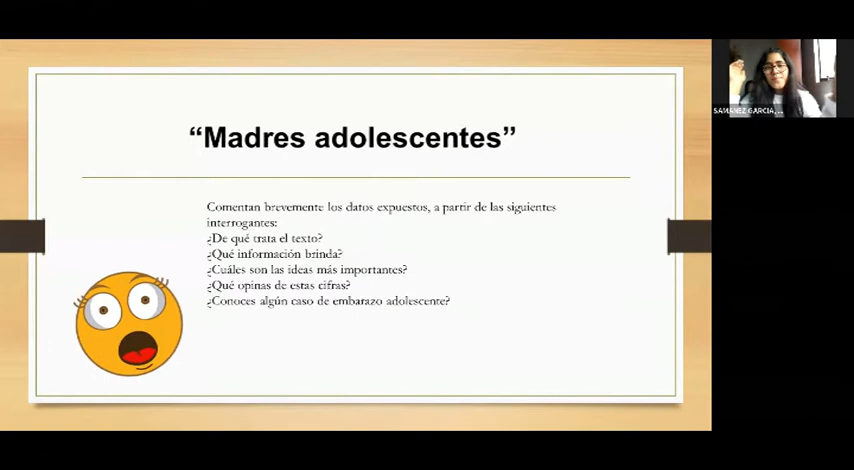 “Madres adolescentes”
Comentan brevemente los datos expuestos, a partir de las siguientes
interrogantes:
¿De qué trata el texto?
¿Qué información brinda?
¿Cuáles son las ideas más importantes?
¿Qué opinas de estas cifras?
¿Conoces algún caso de embarazo adolescente?
SAMANEZ GARCIA, ...